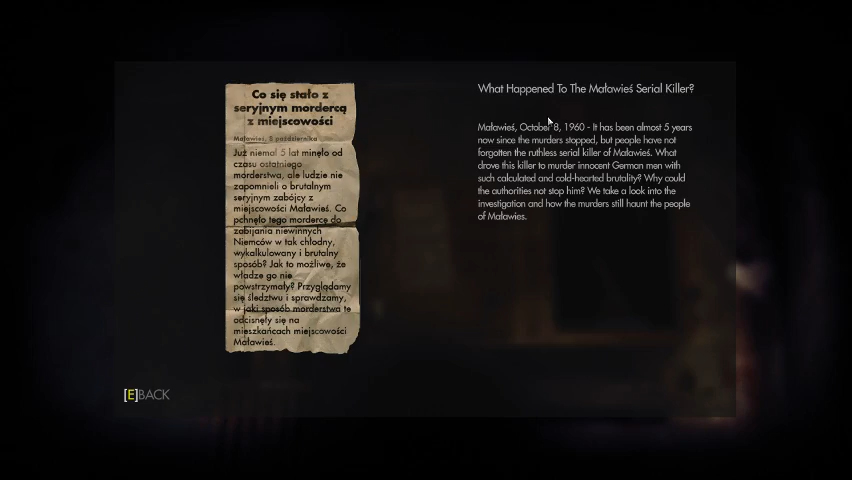 Co się stało z
seryjnym mordercą
z miejscowości
Maławieś, 8 października
Już niemal 5 lat minęło od
czasu ostatniego
morderstwa, ale ludzie nie
zapomnieli o brutalnym
seryjnym zabójcy z
miejscowości Maławieś. Co
pchnęło tego mordercę do
zabijania niewinnych
Niemców w tak chłodny,
wykalkulowany i brutalny
sposób? Jak to możliwe, że
władze go nie
powstrzymały? Przyglądamy
się śledztwu i sprawdzamy,
w jaki sposób morderstwa te
odcisnęły się na
mieszkańcach miejscowości
Maławieś.
What Happened To The Maławieś Serial Killer?
Maławieś, October 8, 1960 - It has been almost 5 years
now since the murders stopped, but people have not
forgotten the ruthless serial killer of Maławieś. What
drove this killer to murder innocent German men with
such calculated and cold-hearted brutality? Why could
the authorities not stop him? We take a look into the
investigation and how the murders still haunt the people
of Maławies.
[E]BACK